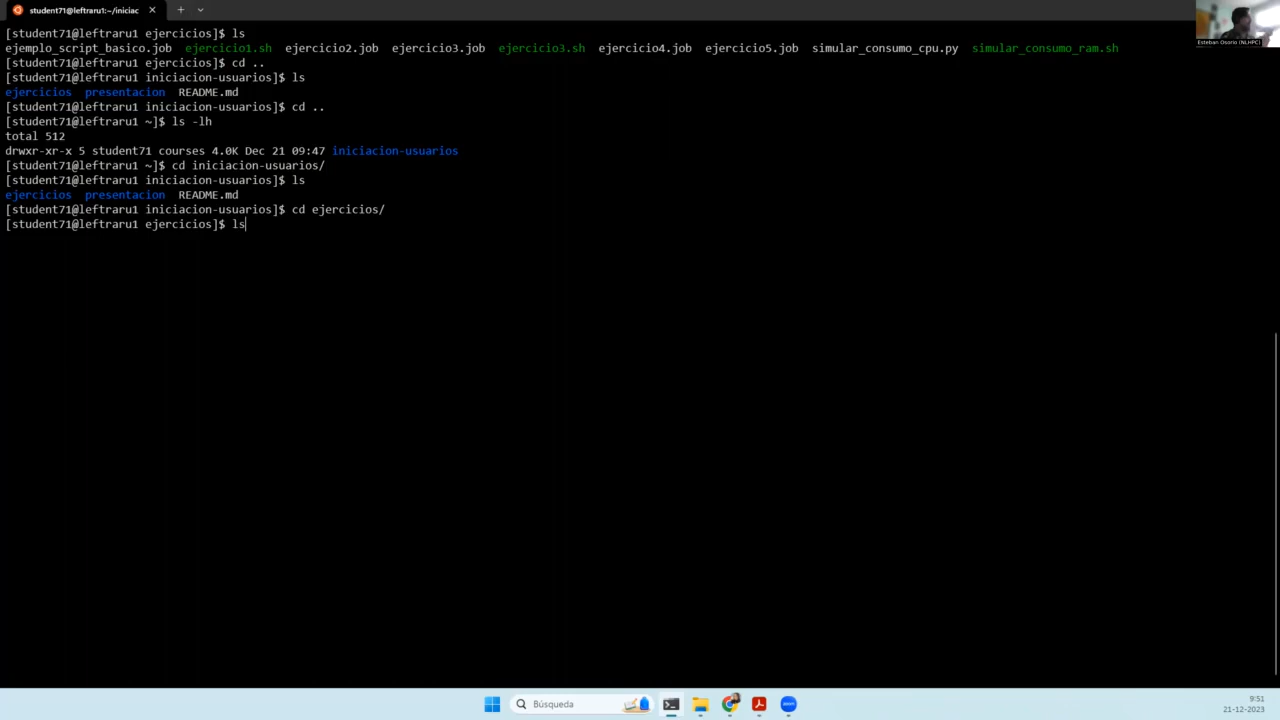 student71@leftraru1:~/iniciac
[student71@leftraru1 ejercicios]$ ls
ejemplo_script_basico.job ejercicio1.sh ejercicio2.job ejercicio3.job ejercicio3.sh ejercicio4.job ejercicio5.job simular_consumo_cpu.py simular_consumo_ram.sh
[student71@leftraru1 ejercicios]$ cd ..
[student71@leftraru1 iniciacion-usuarios]$ ls
ejercicios presentacion README.md
[student71@leftraru1 iniciacion-usuarios]$ cd ..
[student71@leftraru1 ~]$ ls -lh
total 512
drwxr-xr-x 5 student71 courses 4.0K Dec 21 09:47 iniciacion-usuarios
[student71@leftraru1 ~]$ cd iniciacion-usuarios/
[student71@leftraru1 iniciacion-usuarios]$ ls
ejercicios presentacion README.md
[student71@leftraru1 iniciacion-usuarios]$ cd ejercicios/
[student71@leftraru1 ejercicios]$ ls
Esteban Osorio (NLHPC)
Búsqueda
zoom
9:51
21-12-2023